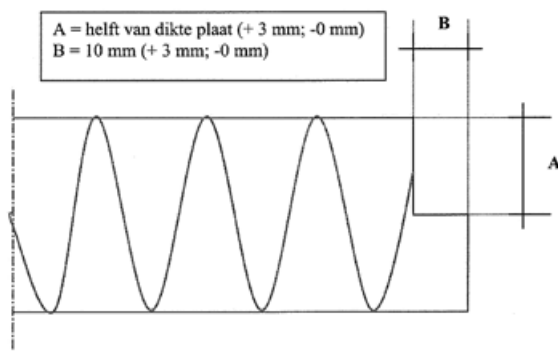 A = helft van dikte plaat (+ 3 mm; -0 mm)
B = 10 mm (+ 3 mm; -0 mm)
B
A